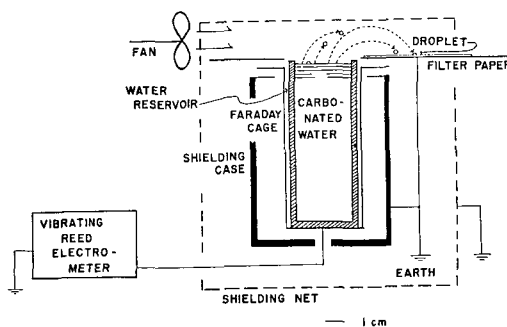 FAN
DROPLET
FILTER PAPER
WATER
RESERVOIR
FARADAY
CAGE
CARBO-
NATED
WATER
SHIELDING
CASE
VIBRATING
REED
ELECTRO-
METER
EARTH
SHIELDING NET
1 cm